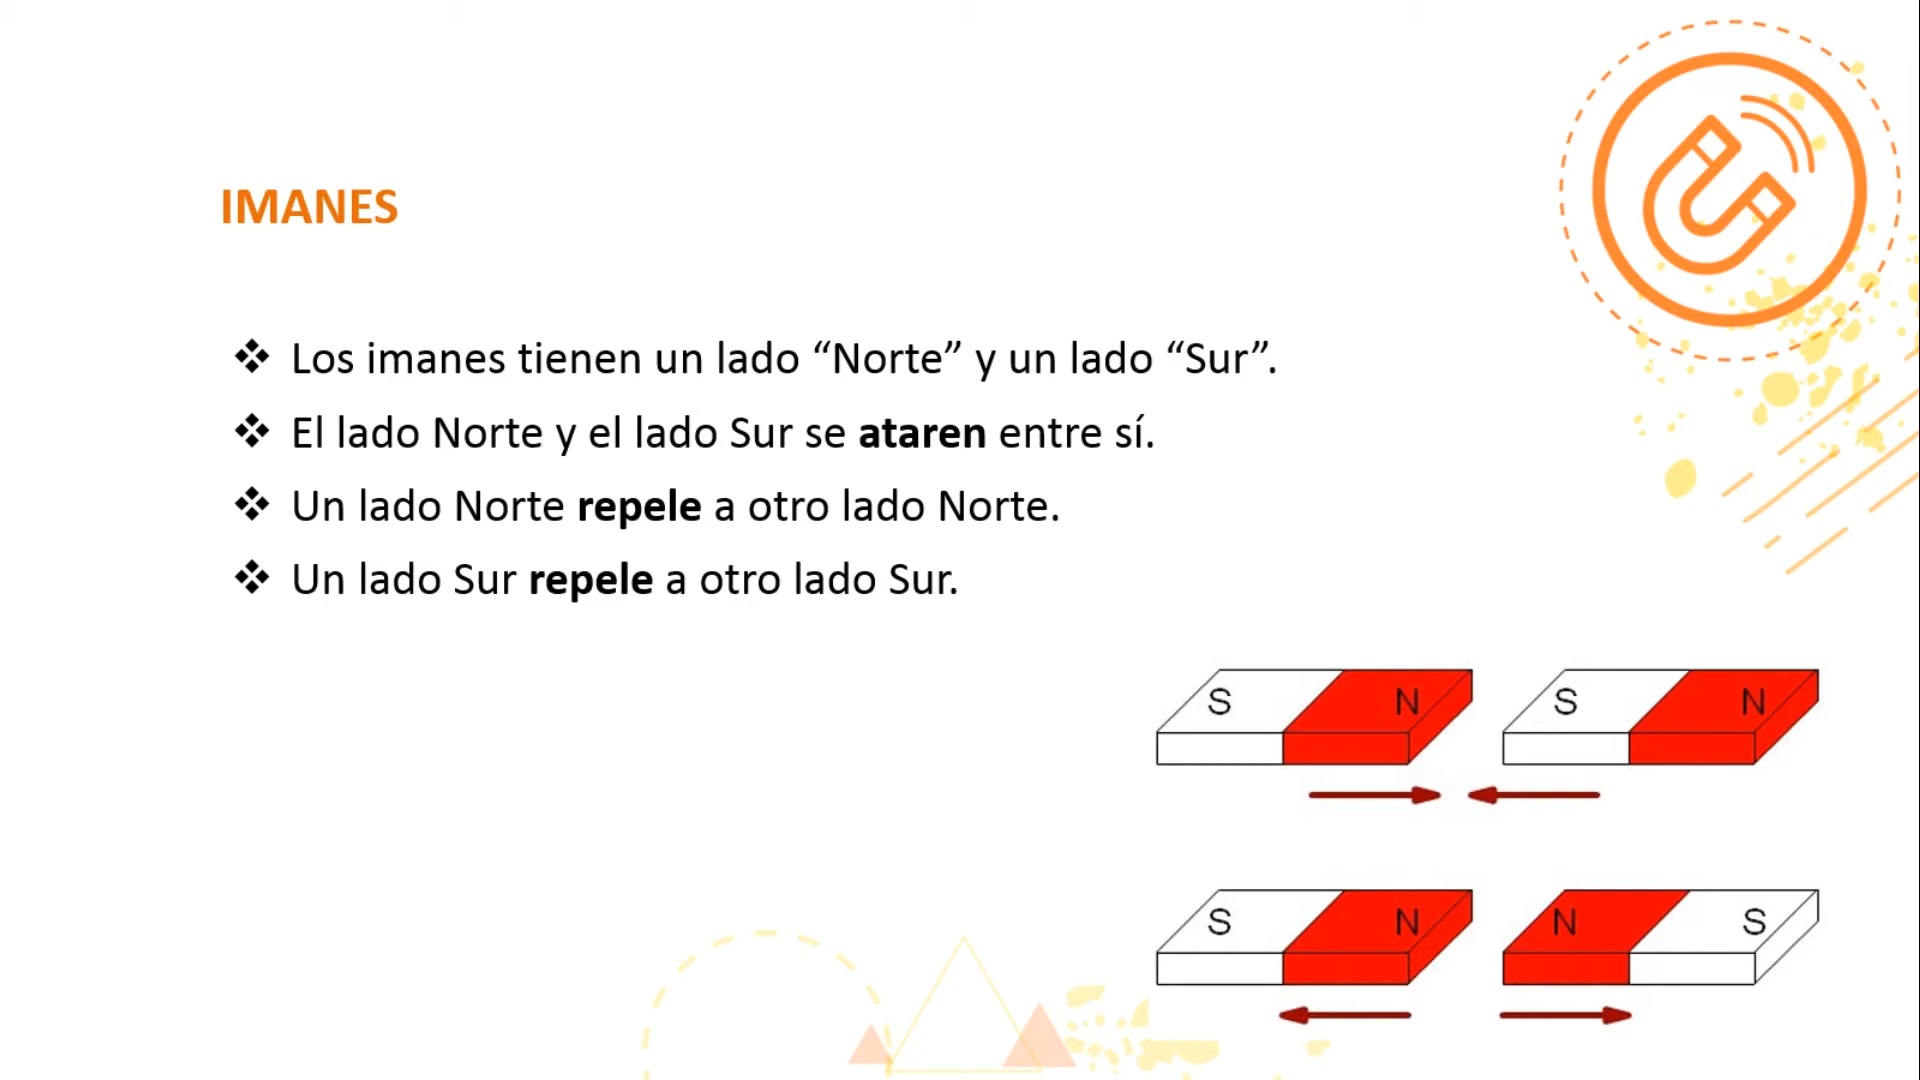 IMANES
❖ Los imanes tienen un lado “Norte” y un lado “Sur”.
❖ El lado Norte y el lado Sur se ataren entre sí.
❖ Un lado Norte repele a otro lado Norte.
❖ Un lado Sur repele a otro lado Sur.
S N S N
S N N S